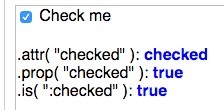 Check me
.attr( "checked" ): checked
.prop( "checked" ): true
.is( ":checked" ): true